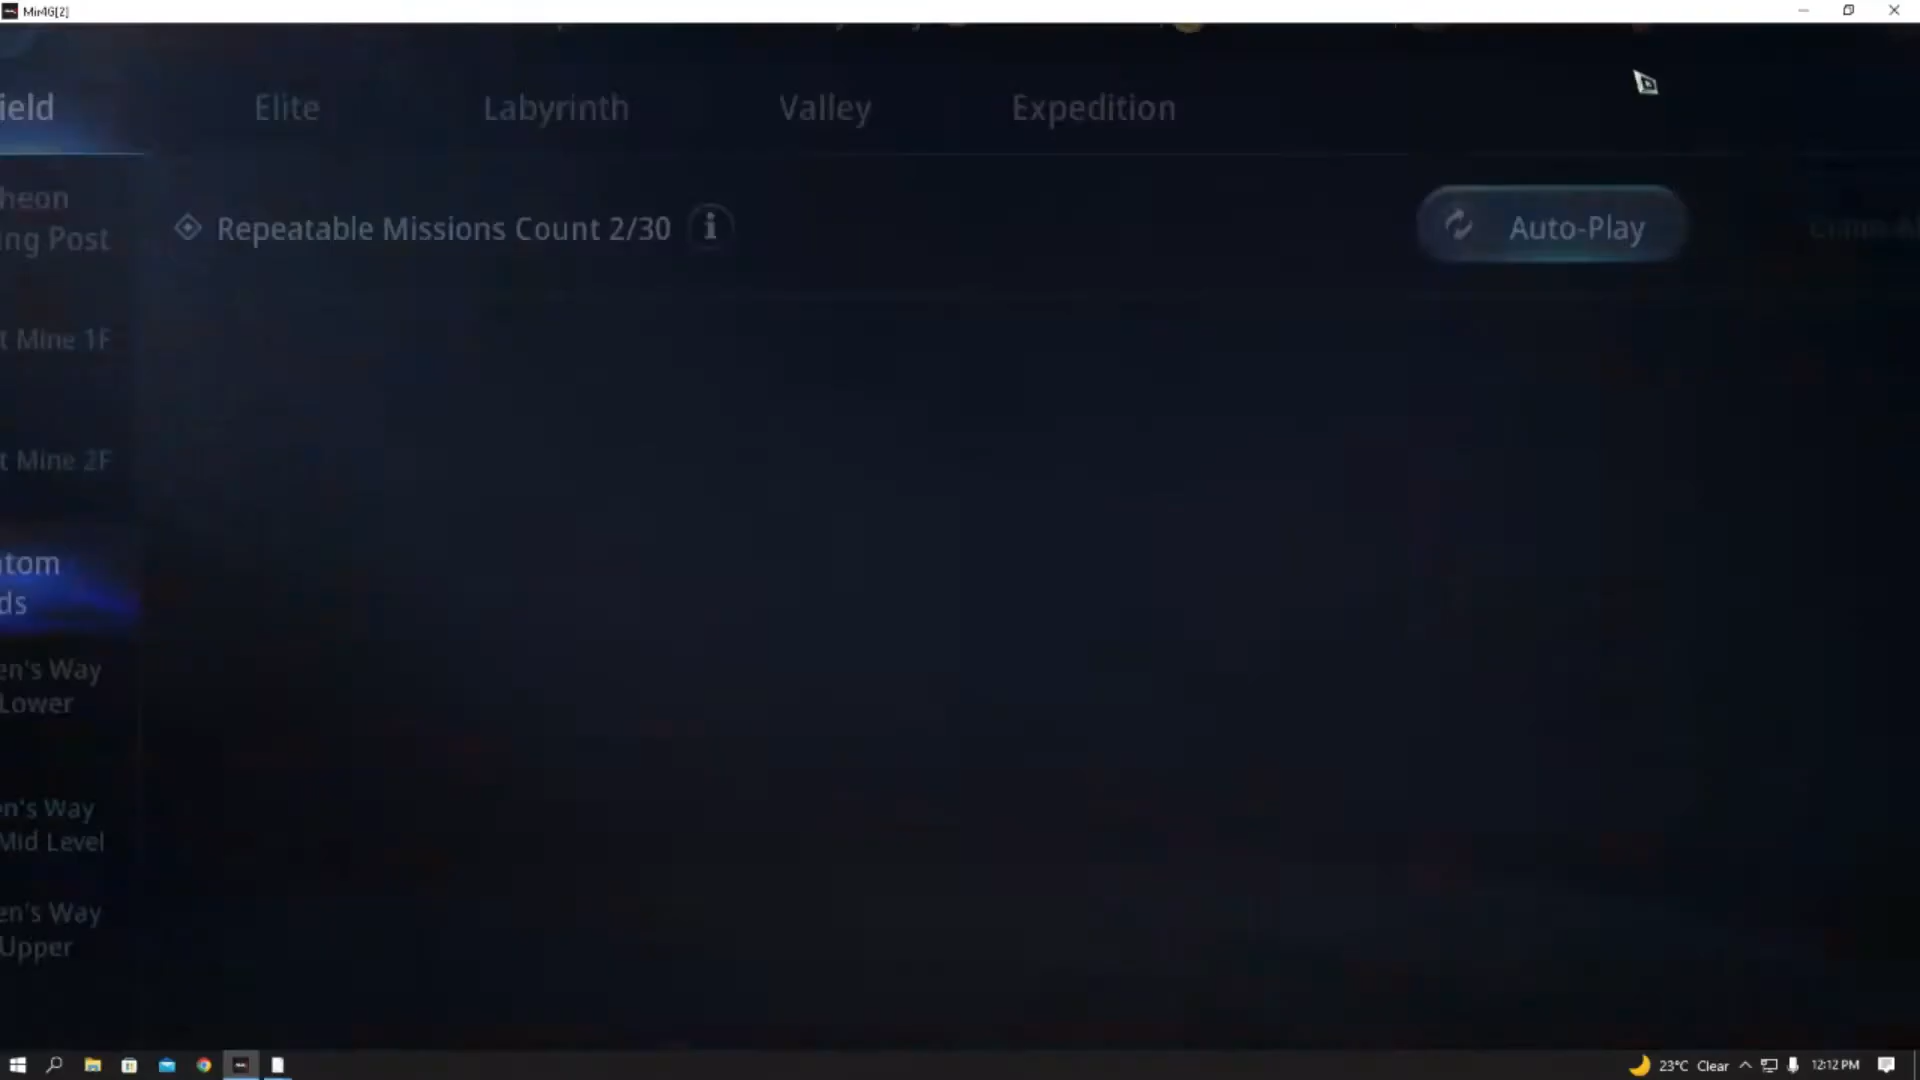 Mir4G[2]
ield
Elite
Labyrinth
Valley
Expedition
heon
ing Post
Repeatable Missions Count 2/30
i
Auto-Play
t Mine 1F
t Mine 2F
tom
ds
en's Way
Lower
en's Way
Mid Level
en's Way
Upper
23°C Clear
12:12 PM